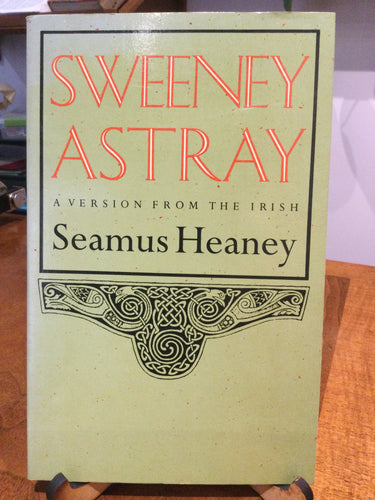 SWEENEY
ASTRAY
A VERSION FROM THE IRISH
Seamus Heaney